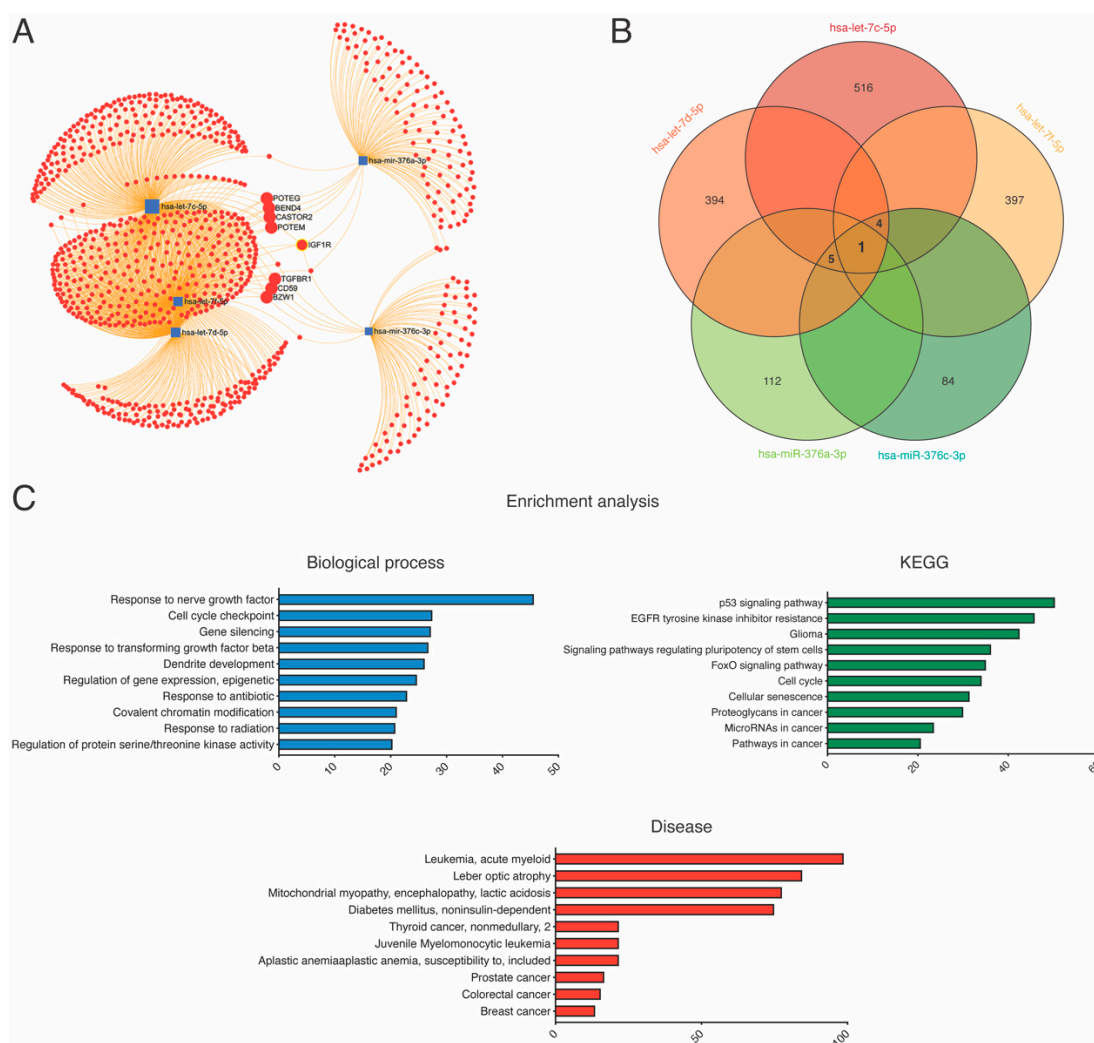 A
hsa-mir-376a-3p
hsa-let-7c-5p
POTEG
BEND4
CASTOR2
POTEM
IGF1R
TGFBR1
CD59
BZW1
hsa-let-7f-5p
hsa-let-7d-5p
hsa-mir-376c-3p
B
hsa-let-7c-5p
516
hsa-let-7d-5p
hsa-let-7f-5p
394
397
4
1
5
112
84
hsa-miR-376a-3p
hsa-miR-376c-3p
C
Enrichment analysis
Biological process
Response to nerve growth factor
Cell cycle checkpoint
Gene silencing
Response to transforming growth factor beta
Dendrite development
Regulation of gene expression, epigenetic
Response to antibiotic
Covalent chromatin modification
Response to radiation
Regulation of protein serine/threonine kinase activity
0 10 20 30 40 50
KEGG
p53 signaling pathway
EGFR tyrosine kinase inhibitor resistance
Glioma
Signaling pathways regulating pluripotency of stem cells
FoxO signaling pathway
Cell cycle
Cellular senescence
Proteoglycans in cancer
MicroRNAs in cancer
Pathways in cancer
0 20 40 60
Disease
Leukemia, acute myeloid
Leber optic atrophy
Mitochondrial myopathy, encephalopathy, lactic acidosis
Diabetes mellitus, noninsulin-dependent
Thyroid cancer, nonmedullary, 2
Juvenile Myelomonocytic leukemia
Aplastic anemiaaplastic anemia, susceptibility to, included
Prostate cancer
Colorectal cancer
Breast cancer
0 50 100